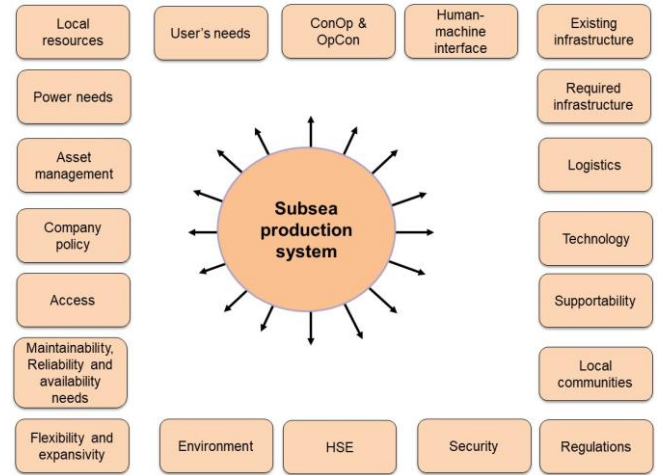 Local
resources
User's needs
ConOp &
OpCon
Human-
machine
interface
Existing
infrastructure
Power needs
Required
infrastructure
Asset
management
Logistics
Company
policy
Subsea
production
system
Technology
Access
Supportability
Maintainability,
Reliability and
availability
needs
Local
communities
Flexibility and
expansivity
Environment
HSE
Security
Regulations